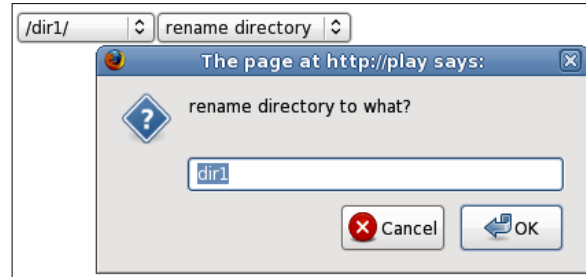 /dir1/ rename directory
The page at http://play says:
rename directory to what?
dir1
Cancel OK